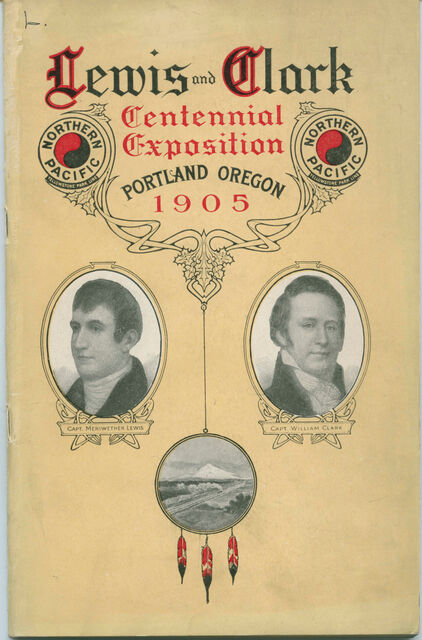 Lewis and Clark
Centennial
Exposition
PORTLAND OREGON
1905
NORTHERN PACIFIC
YELLOWSTONE PARK LINE
NORTHERN PACIFIC
YELLOWSTONE PARK LINE
CAPT. MERIWETHER LEWIS
CAPT. WILLIAM CLARK